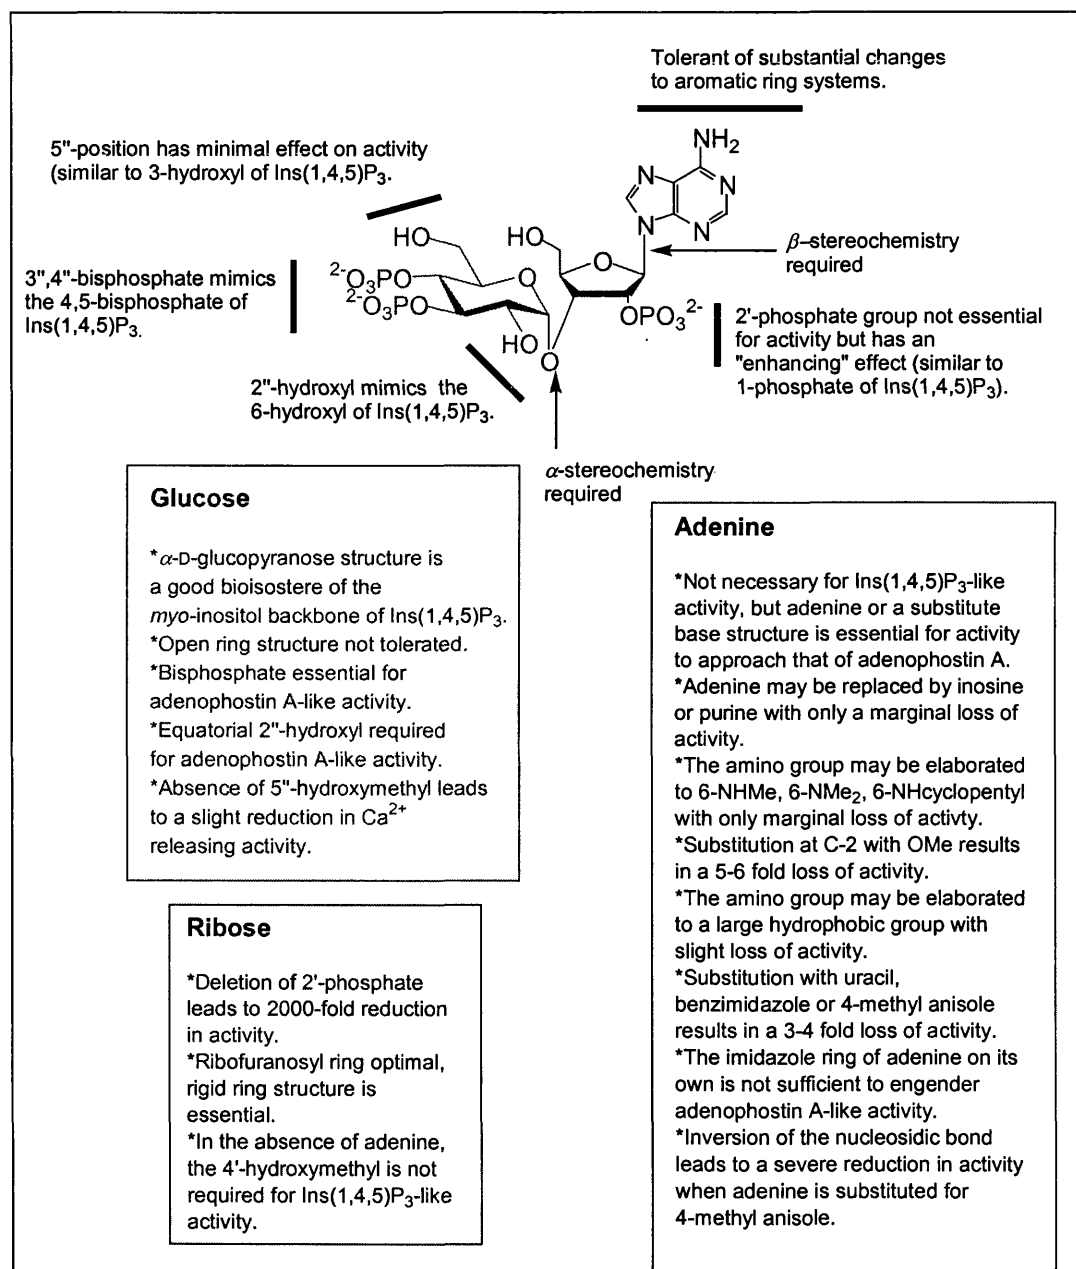 Tolerant of substantial changes
to aromatic ring systems.
5"-position has minimal effect on activity
(similar to 3-hydroxyl of Ins(1,4,5)P₃.
NH₂
N
N
N
N
HO
HO
O
O
β–stereochemistry
required
3",4"-bisphosphate mimics
the 4,5-bisphosphate of
Ins(1,4,5)P₃.
²⁻O₃PO
²⁻O₃PO
HO
O
OPO₃²⁻
2'-phosphate group not essential
for activity but has an
"enhancing" effect (similar to
1-phosphate of Ins(1,4,5)P₃).
2"-hydroxyl mimics the
6-hydroxyl of Ins(1,4,5)P₃.
α-stereochemistry
required
Glucose
*α-D-glucopyranose structure is
a good bioisostere of the
myo-inositol backbone of Ins(1,4,5)P₃.
*Open ring structure not tolerated.
*Bisphosphate essential for
adenophostin A-like activity.
*Equatorial 2"-hydroxyl required
for adenophostin A-like activity.
*Absence of 5"-hydroxymethyl leads
to a slight reduction in Ca²⁺
releasing activity.
Ribose
*Deletion of 2'-phosphate
leads to 2000-fold reduction
in activity.
*Ribofuranosyl ring optimal,
rigid ring structure is
essential.
*In the absence of adenine,
the 4'-hydroxymethyl is not
required for Ins(1,4,5)P₃-like
activity.
Adenine
*Not necessary for Ins(1,4,5)P₃-like
activity, but adenine or a substitute
base structure is essential for activity
to approach that of adenophostin A.
*Adenine may be replaced by inosine
or purine with only a marginal loss of
activity.
*The amino group may be elaborated
to 6-NHMe, 6-NMe₂, 6-NHcyclopentyl
with only marginal loss of activty.
*Substitution at C-2 with OMe results
in a 5-6 fold loss of activity.
*The amino group may be elaborated
to a large hydrophobic group with
slight loss of activity.
*Substitution with uracil,
benzimidazole or 4-methyl anisole
results in a 3-4 fold loss of activity.
*The imidazole ring of adenine on its
own is not sufficient to engender
adenophostin A-like activity.
*Inversion of the nucleosidic bond
leads to a severe reduction in activity
when adenine is substituted for
4-methyl anisole.